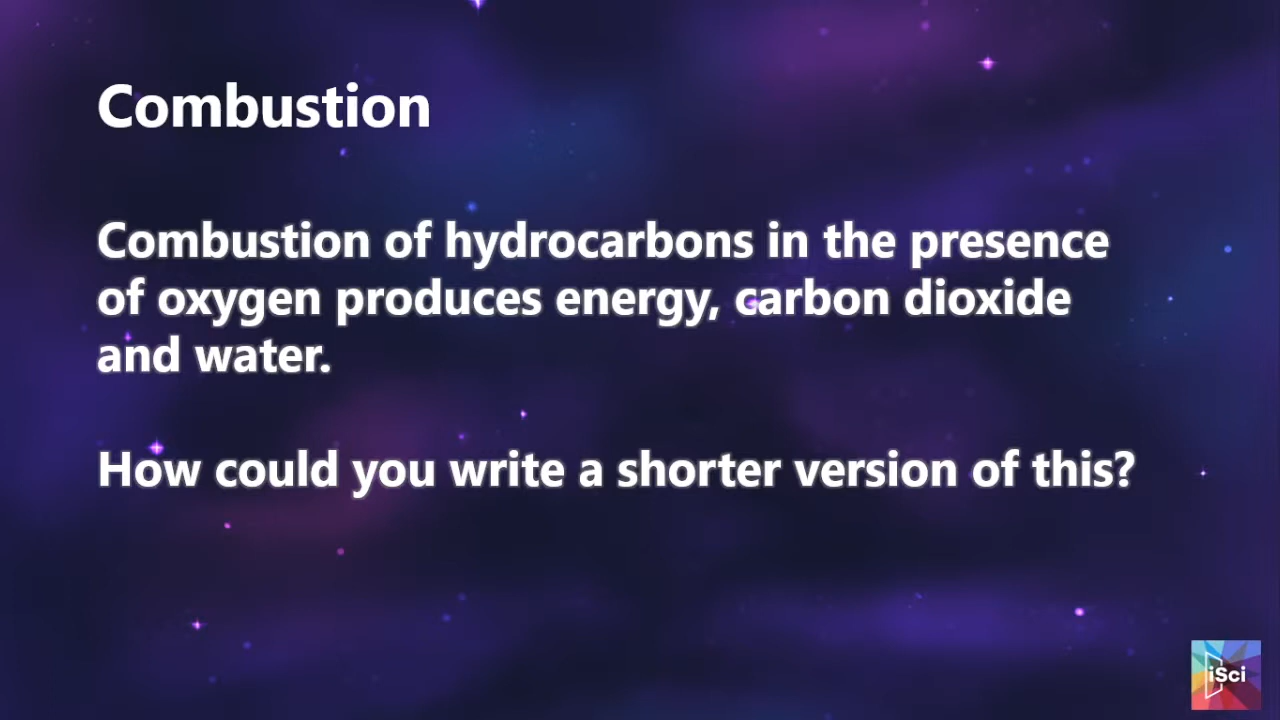 Combustion
Combustion of hydrocarbons in the presence
of oxygen produces energy, carbon dioxide
and water.
How could you write a shorter version of this?
iSci